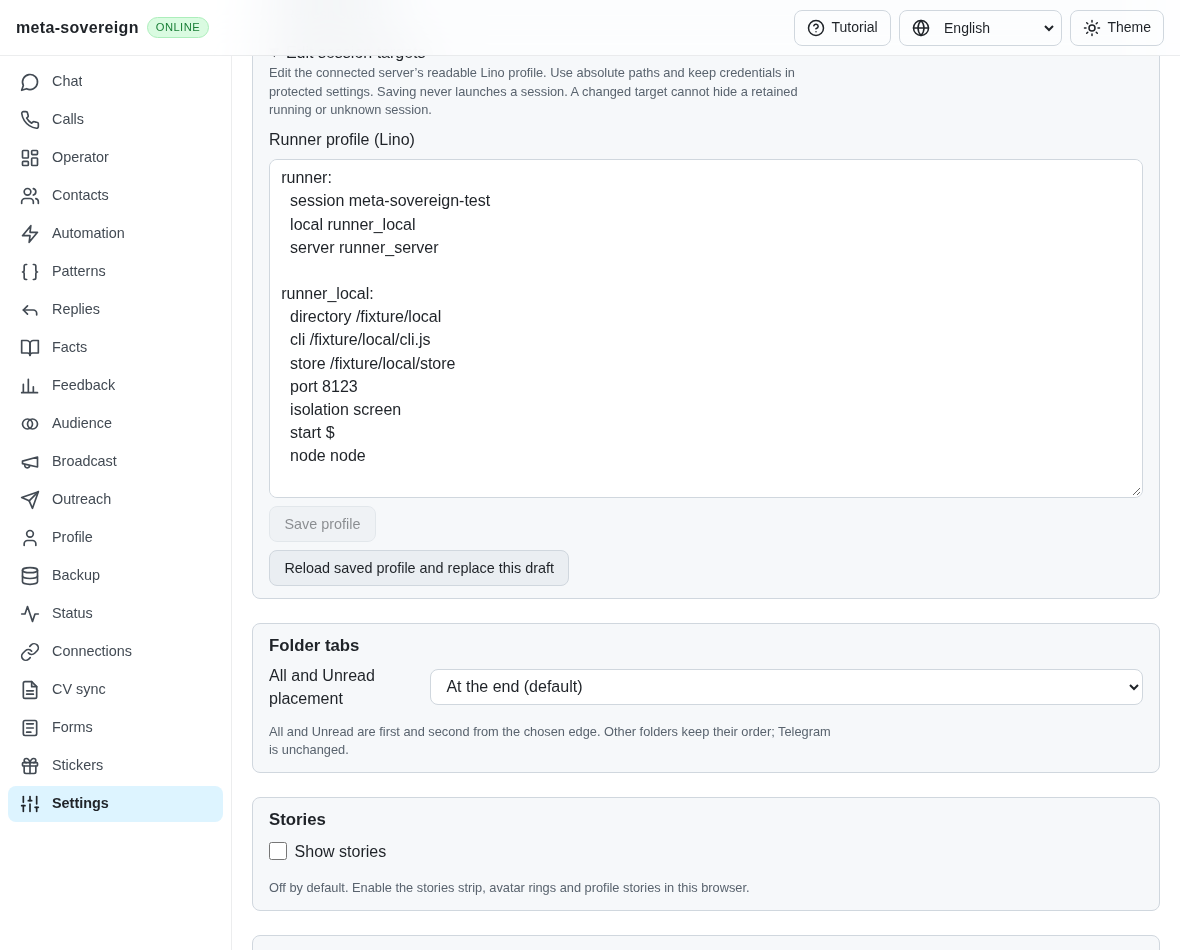 meta-sovereign ONLINE
Tutorial
English
Theme
Chat
Calls
Operator
Contacts
Automation
Patterns
Replies
Facts
Feedback
Audience
Broadcast
Outreach
Profile
Backup
Status
Connections
CV sync
Forms
Stickers
Settings
Edit session targets
Edit the connected server's readable Lino profile. Use absolute paths and keep credentials in
protected settings. Saving never launches a session. A changed target cannot hide a retained
running or unknown session.
Runner profile (Lino)
runner:
  session meta-sovereign-test
  local runner_local
  server runner_server

runner_local:
  directory /fixture/local
  cli /fixture/local/cli.js
  store /fixture/local/store
  port 8123
  isolation screen
  start $
  node node
Save profile
Reload saved profile and replace this draft
Folder tabs
All and Unread
placement
At the end (default)
All and Unread are first and second from the chosen edge. Other folders keep their order; Telegram
is unchanged.
Stories
Show stories
Off by default. Enable the stories strip, avatar rings and profile stories in this browser.